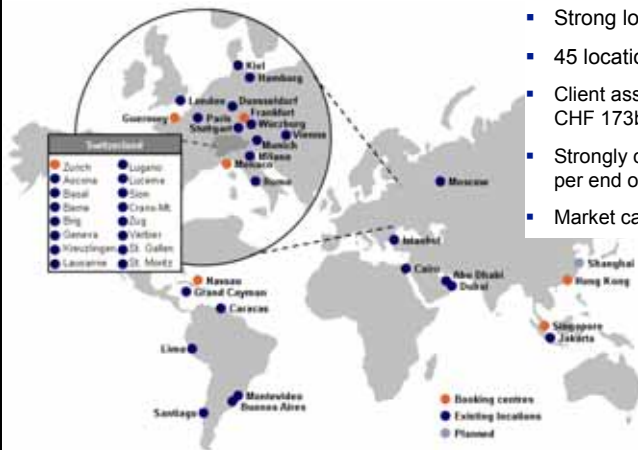 Strong lo
45 locatio
Client ass
CHF 173b
Strongly c
per end o
Market ca
Kiel
Hamburg
London
Duesseldorf
Guernsey
Paris
Frankfurt
Stuttgart
Würzburg
Vienna
Munich
Milano
Monaco
Rome
Switzerland
Zurich
Lugano
Ascona
Lucerne
Basel
Sion
Berne
Crans-Mt.
Brig
Zug
Geneva
Verbier
Kreuzlingen
St. Gallen
Lausanne
St. Moritz
Moscow
Istanbul
Cairo
Abu Dhabi
Dubai
Shanghai
Hong Kong
Singapore
Jakarta
Nassau
Grand Cayman
Caracas
Lima
Montevideo
Buenos Aires
Santiago
Booking centres
Existing locations
Planned